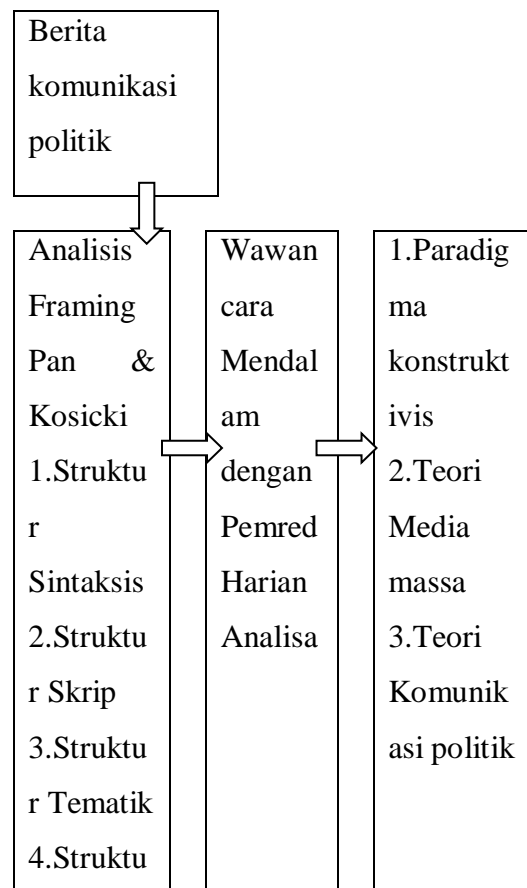 Berita
komunikasi
politik
Analisis
Framing
Pan &
Kosicki
1.Struktu
r
Sintaksis
2.Struktu
r Skrip
3.Struktu
r Tematik
4.Struktu
Wawan
cara
Mendal
am
dengan
Pemred
Harian
Analisa
1.Paradig
ma
konstrukt
ivis
2.Teori
Media
massa
3.Teori
Komunik
asi politik